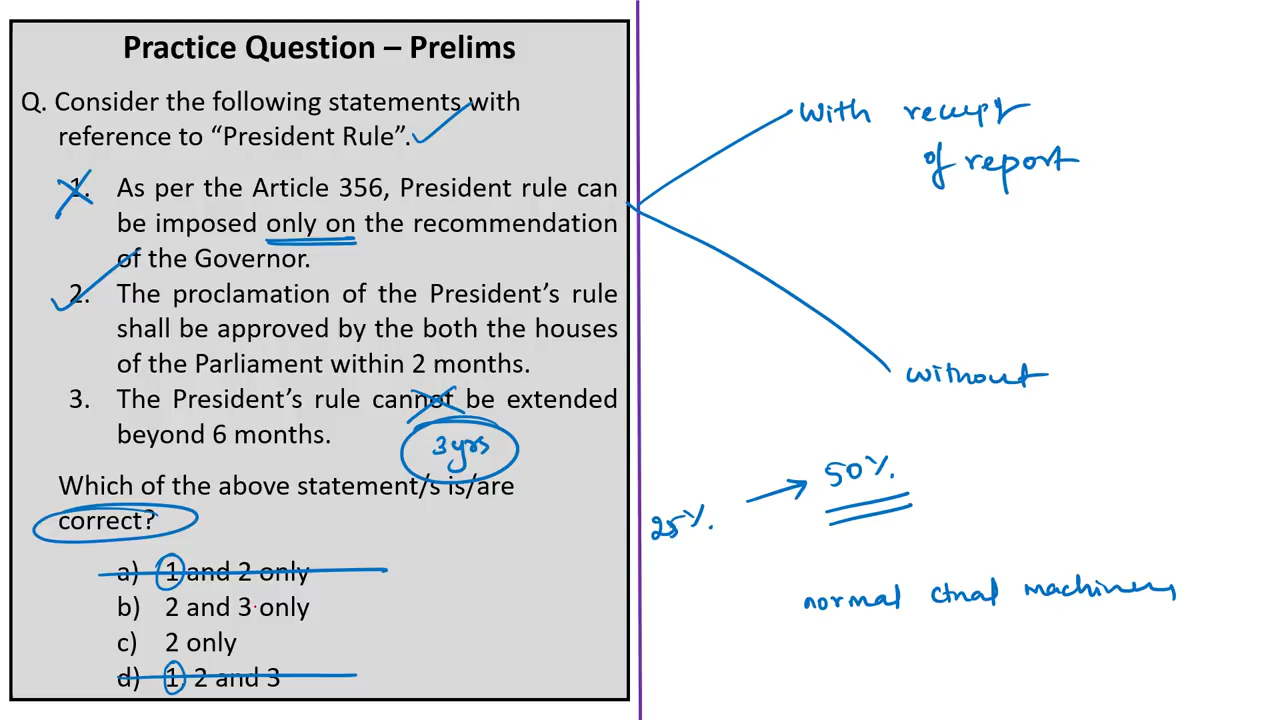 Practice Question – Prelims
Q. Consider the following statements with
reference to “President Rule”.
1. As per the Article 356, President rule can
be imposed only on the recommendation
of the Governor.
2. The proclamation of the President’s rule
shall be approved by the both the houses
of the Parliament within 2 months.
3. The President’s rule cannot be extended
beyond 6 months.
3 yrs
Which of the above statement/s is/are
correct?
a) 1 and 2 only
b) 2 and 3 only
c) 2 only
d) 1, 2 and 3
with receipt
of report
without
25% → 50%.
normal ctnal machinery